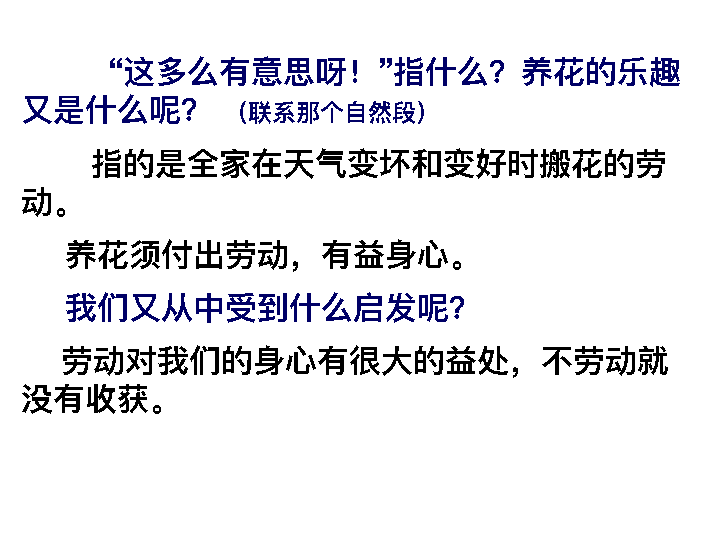 “这多么有意思呀！”指什么？养花的乐趣
又是什么呢？（联系那个自然段）
指的是全家在天气变坏和变好时搬花的劳
动。
养花须付出劳动，有益身心。
我们又从中受到什么启发呢？
劳动对我们的身心有很大的益处，不劳动就
没有收获。